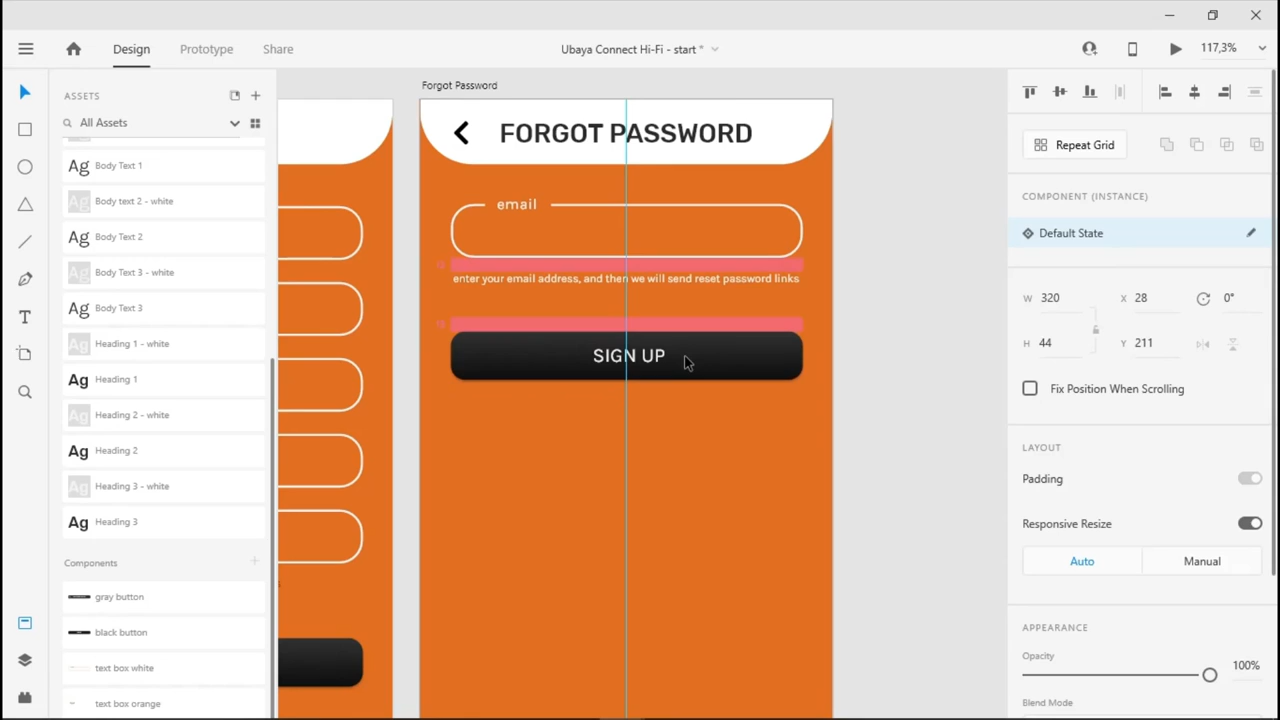 Design
Prototype
Share
Ubaya Connect Hi-Fi - start *
117,3%
ASSETS
All Assets
Ag Body Text 1
Ag Body text 2 - white
Ag Body Text 2
Ag Body Text 3 - white
Ag Body Text 3
Ag Heading 1 - white
Ag Heading 1
Ag Heading 2 - white
Ag Heading 2
Ag Heading 3 - white
Ag Heading 3
Components
gray button
black button
text box white
text box orange
Forgot Password
FORGOT PASSWORD
email
enter your email address, and then we will send reset password links
SIGN UP
Repeat Grid
COMPONENT (INSTANCE)
Default State
W 320 X 28 0°
H 44 Y 211
Fix Position When Scrolling
LAYOUT
Padding
Responsive Resize
Auto Manual
APPEARANCE
Opacity
100%
Blend Mode